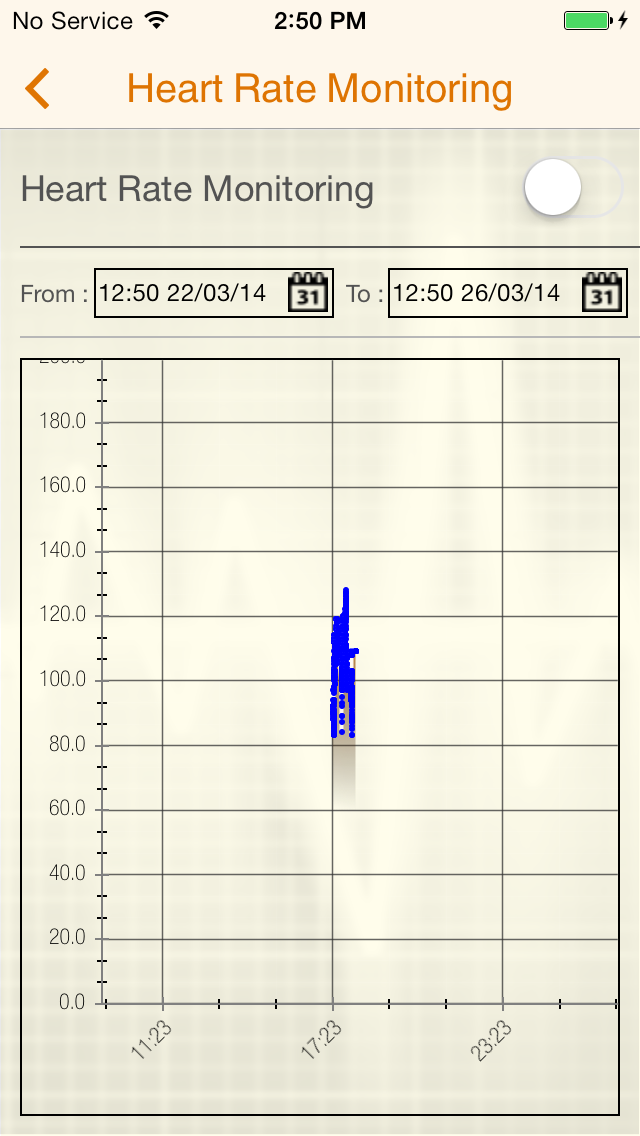 No Service 2:50 PM
Heart Rate Monitoring
Heart Rate Monitoring
From : 12:50 22/03/14 31 To : 12:50 26/03/14 31
200.0
180.0
160.0
140.0
120.0
100.0
80.0
60.0
40.0
20.0
0.0
11:23 17:23 23:23